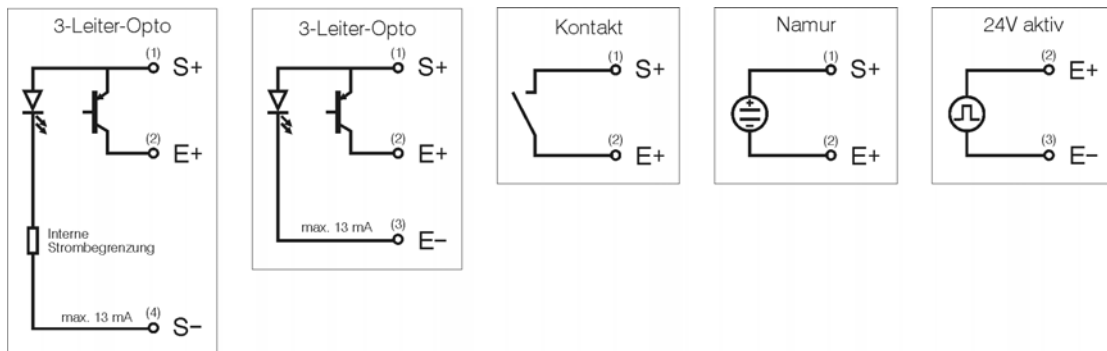 3-Leiter-Opto
(1) S+
(2) E+
Interne
Strombegrenzung
max. 13 mA (4) S−
3-Leiter-Opto
(1) S+
(2) E+
max. 13 mA (3) E−
Kontakt
(1) S+
(2) E+
Namur
(1) S+
(2) E+
24V aktiv
(2) E+
(3) E−